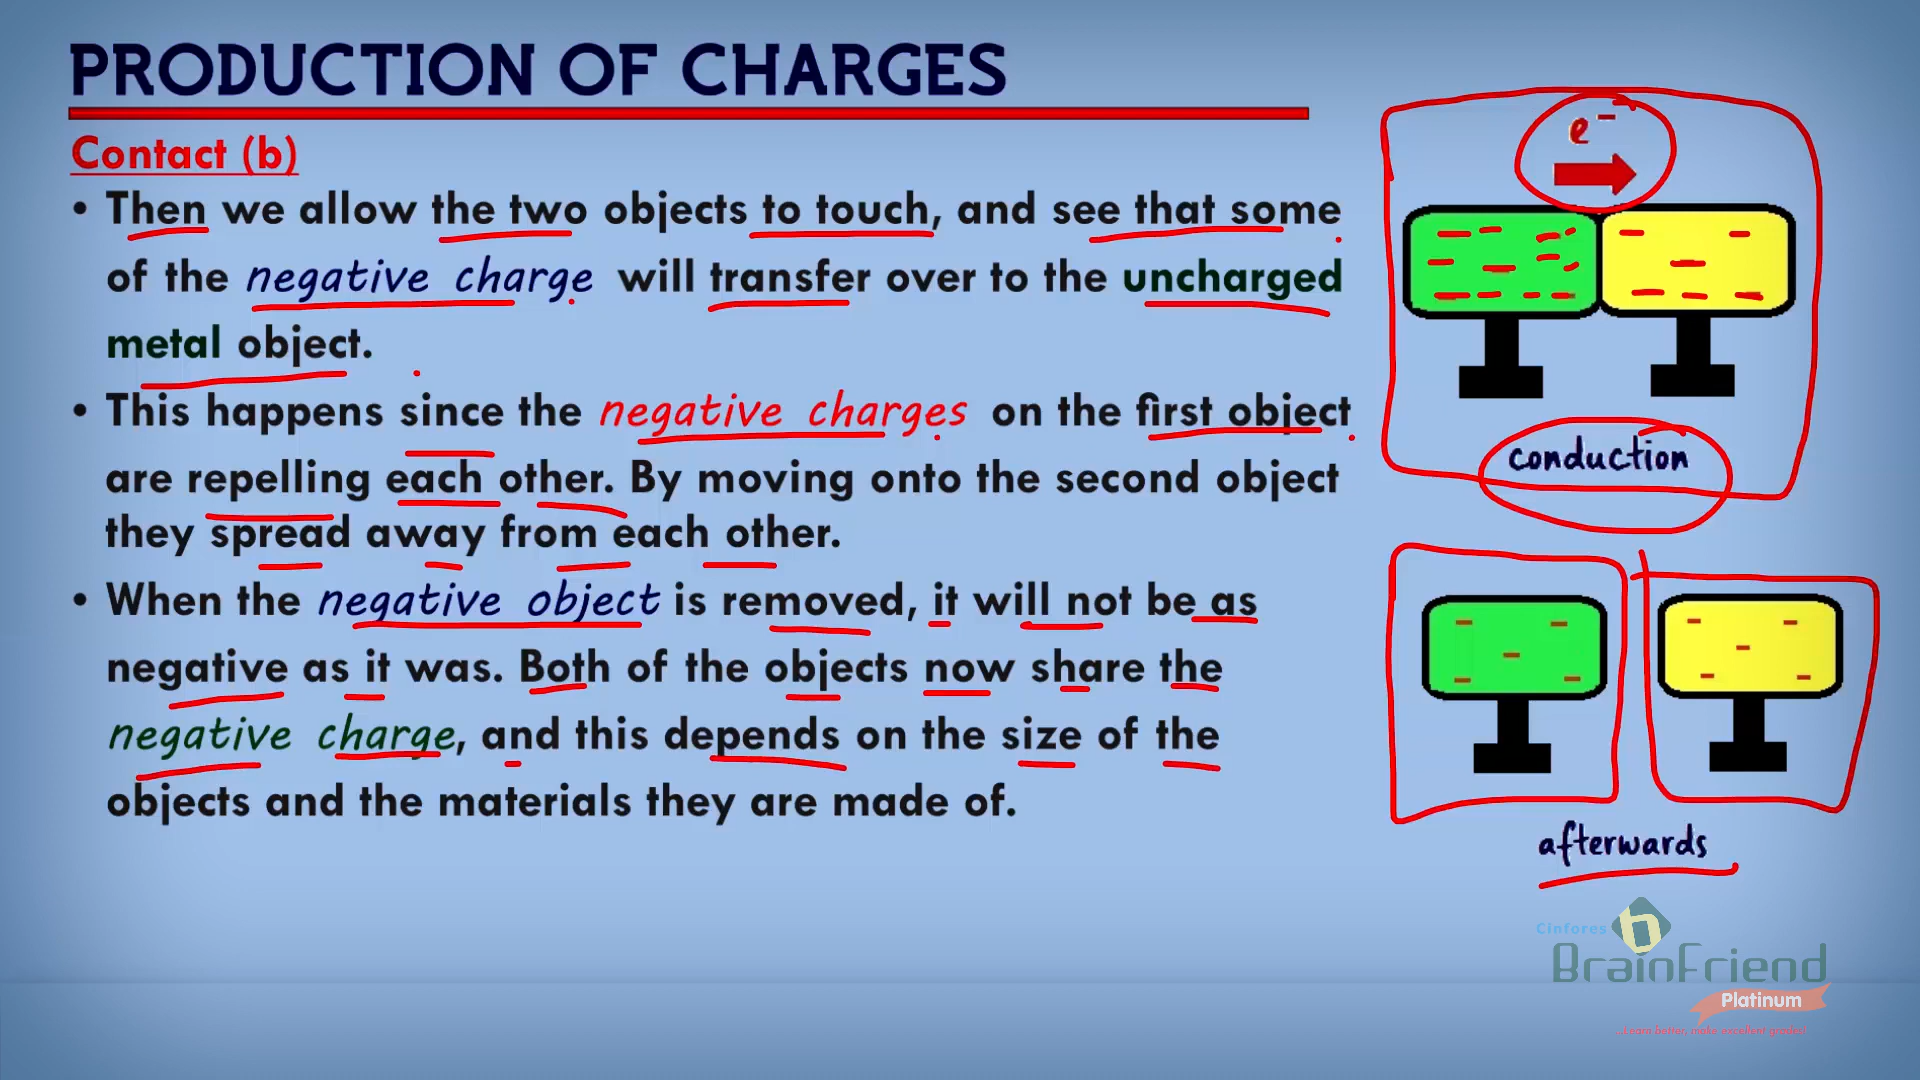 PRODUCTION OF CHARGES
Contact (b)
• Then we allow the two objects to touch, and see that some
of the negative charge will transfer over to the uncharged
metal object.
• This happens since the negative charges on the first object
are repelling each other. By moving onto the second object
they spread away from each other.
• When the negative object is removed, it will not be as
negative as it was. Both of the objects now share the
negative charge, and this depends on the size of the
objects and the materials they are made of.
e⁻
conduction
afterwards
Cinfores
BrainFriend
Platinum
...Learn better, make excellent grades!